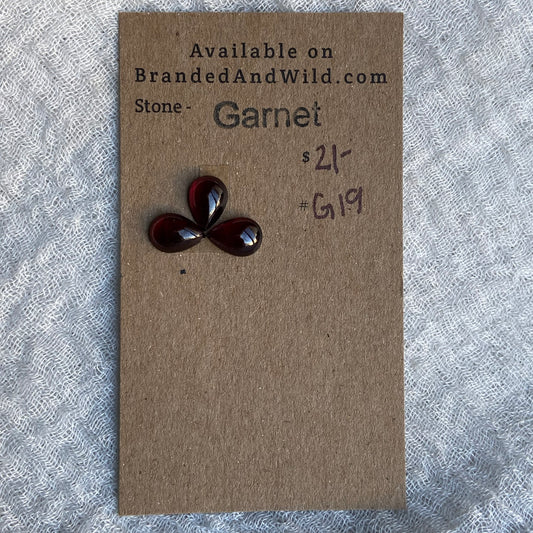 Available on
BrandedAndWild.com
Stone - Garnet
$ 21-
# G19